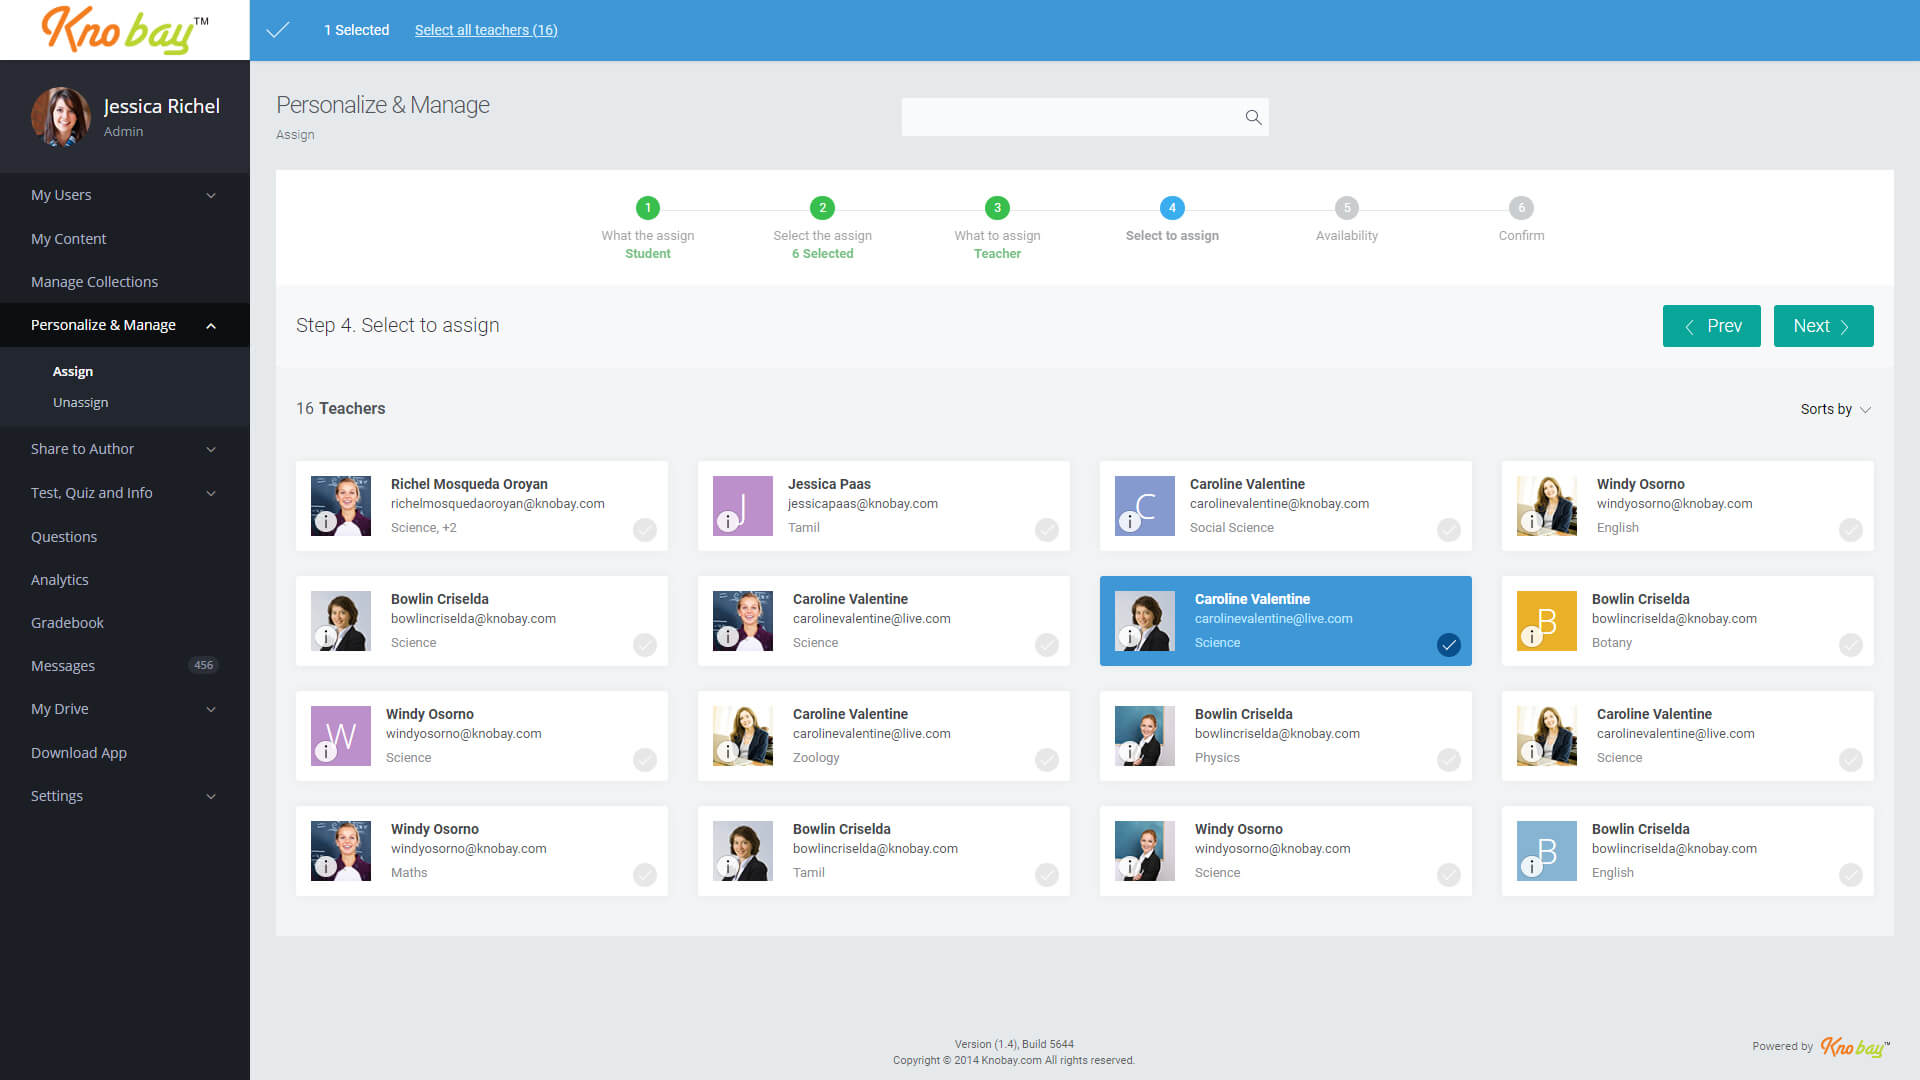 Knobay™
1 Selected
Select all teachers (16)
Jessica Richel
Admin
My Users
My Content
Manage Collections
Personalize & Manage
Assign
Unassign
Share to Author
Test, Quiz and Info
Questions
Analytics
Gradebook
Messages 456
My Drive
Download App
Settings
Personalize & Manage
Assign
1
What the assign
Student
2
Select the assign
6 Selected
3
What to assign
Teacher
4
Select to assign
5
Availability
6
Confirm
Step 4. Select to assign
Prev
Next
16 Teachers
Sorts by
i
Richel Mosqueda Oroyan
richelmosquedaoroyan@knobay.com
Science, +2
J
i
Jessica Paas
jessicapaas@knobay.com
Tamil
C
i
Caroline Valentine
carolinevalentine@knobay.com
Social Science
i
Windy Osorno
windyosorno@knobay.com
English
i
Bowlin Criselda
bowlincriselda@knobay.com
Science
i
Caroline Valentine
carolinevalentine@live.com
Science
i
Caroline Valentine
carolinevalentine@live.com
Science
B
i
Bowlin Criselda
bowlincriselda@knobay.com
Botany
W
i
Windy Osorno
windyosorno@knobay.com
Science
i
Caroline Valentine
carolinevalentine@live.com
Zoology
i
Bowlin Criselda
bowlincriselda@knobay.com
Physics
i
Caroline Valentine
carolinevalentine@live.com
Science
i
Windy Osorno
windyosorno@knobay.com
Maths
i
Bowlin Criselda
bowlincriselda@knobay.com
Tamil
i
Windy Osorno
windyosorno@knobay.com
Science
B
i
Bowlin Criselda
bowlincriselda@knobay.com
English
Version (1.4), Build 5644
Copyright © 2014 Knobay.com All rights reserved.
Powered by Knobay™